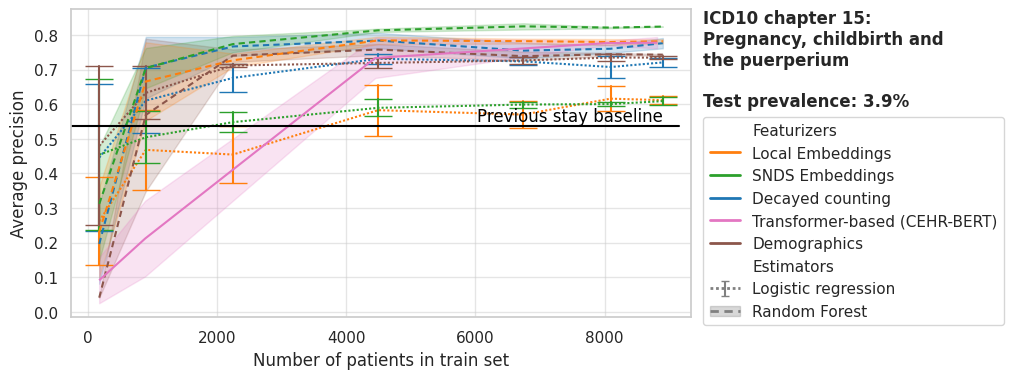 ICD10 chapter 15:
Pregnancy, childbirth and
the puerperium
Test prevalence: 3.9%
Featurizers
Local Embeddings
SNDS Embeddings
Decayed counting
Transformer-based (CEHR-BERT)
Demographics
Estimators
Logistic regression
Random Forest
Average precision
0.8
0.7
0.6
0.5
0.4
0.3
0.2
0.1
0.0
Previous stay baseline
0
2000
4000
6000
8000
Number of patients in train set